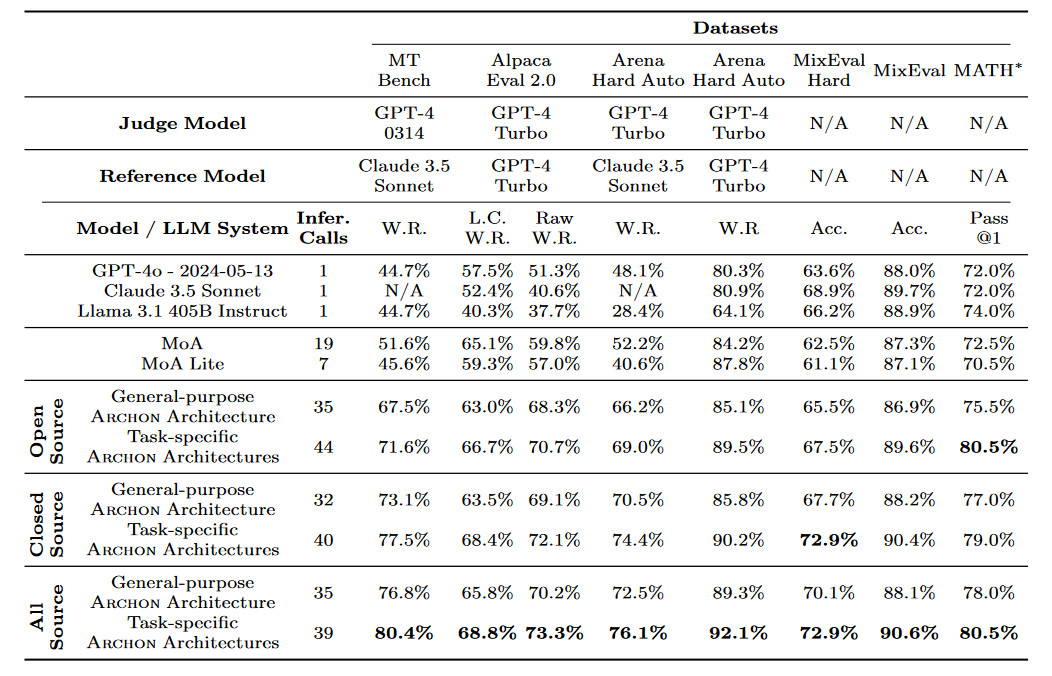 Datasets
MT Bench Alpaca Eval 2.0 Arena Hard Auto Arena Hard Auto MixEval Hard MixEval MATH*
Judge Model GPT-4 0314 GPT-4 Turbo GPT-4 Turbo GPT-4 Turbo N/A N/A N/A
Reference Model Claude 3.5 Sonnet GPT-4 Turbo Claude 3.5 Sonnet GPT-4 Turbo N/A N/A N/A
Model / LLM System Infer. Calls W.R. L.C. W.R. Raw W.R. W.R. W.R Acc. Acc. Pass @1
GPT-4o - 2024-05-13 1 44.7% 57.5% 51.3% 48.1% 80.3% 63.6% 88.0% 72.0%
Claude 3.5 Sonnet 1 N/A 52.4% 40.6% N/A 80.9% 68.9% 89.7% 72.0%
Llama 3.1 405B Instruct 1 44.7% 40.3% 37.7% 28.4% 64.1% 66.2% 88.9% 74.0%
MoA 19 51.6% 65.1% 59.8% 52.2% 84.2% 62.5% 87.3% 72.5%
MoA Lite 7 45.6% 59.3% 57.0% 40.6% 87.8% 61.1% 87.1% 70.5%
Open Source
General-purpose ARCHON Architecture 35 67.5% 63.0% 68.3% 66.2% 85.1% 65.5% 86.9% 75.5%
Task-specific ARCHON Architectures 44 71.6% 66.7% 70.7% 69.0% 89.5% 67.5% 89.6% 80.5%
Closed Source
General-purpose ARCHON Architecture 32 73.1% 63.5% 69.1% 70.5% 85.8% 67.7% 88.2% 77.0%
Task-specific ARCHON Architectures 40 77.5% 68.4% 72.1% 74.4% 90.2% 72.9% 90.4% 79.0%
All Source
General-purpose ARCHON Architecture 35 76.8% 65.8% 70.2% 72.5% 89.3% 70.1% 88.1% 78.0%
Task-specific ARCHON Architectures 39 80.4% 68.8% 73.3% 76.1% 92.1% 72.9% 90.6% 80.5%